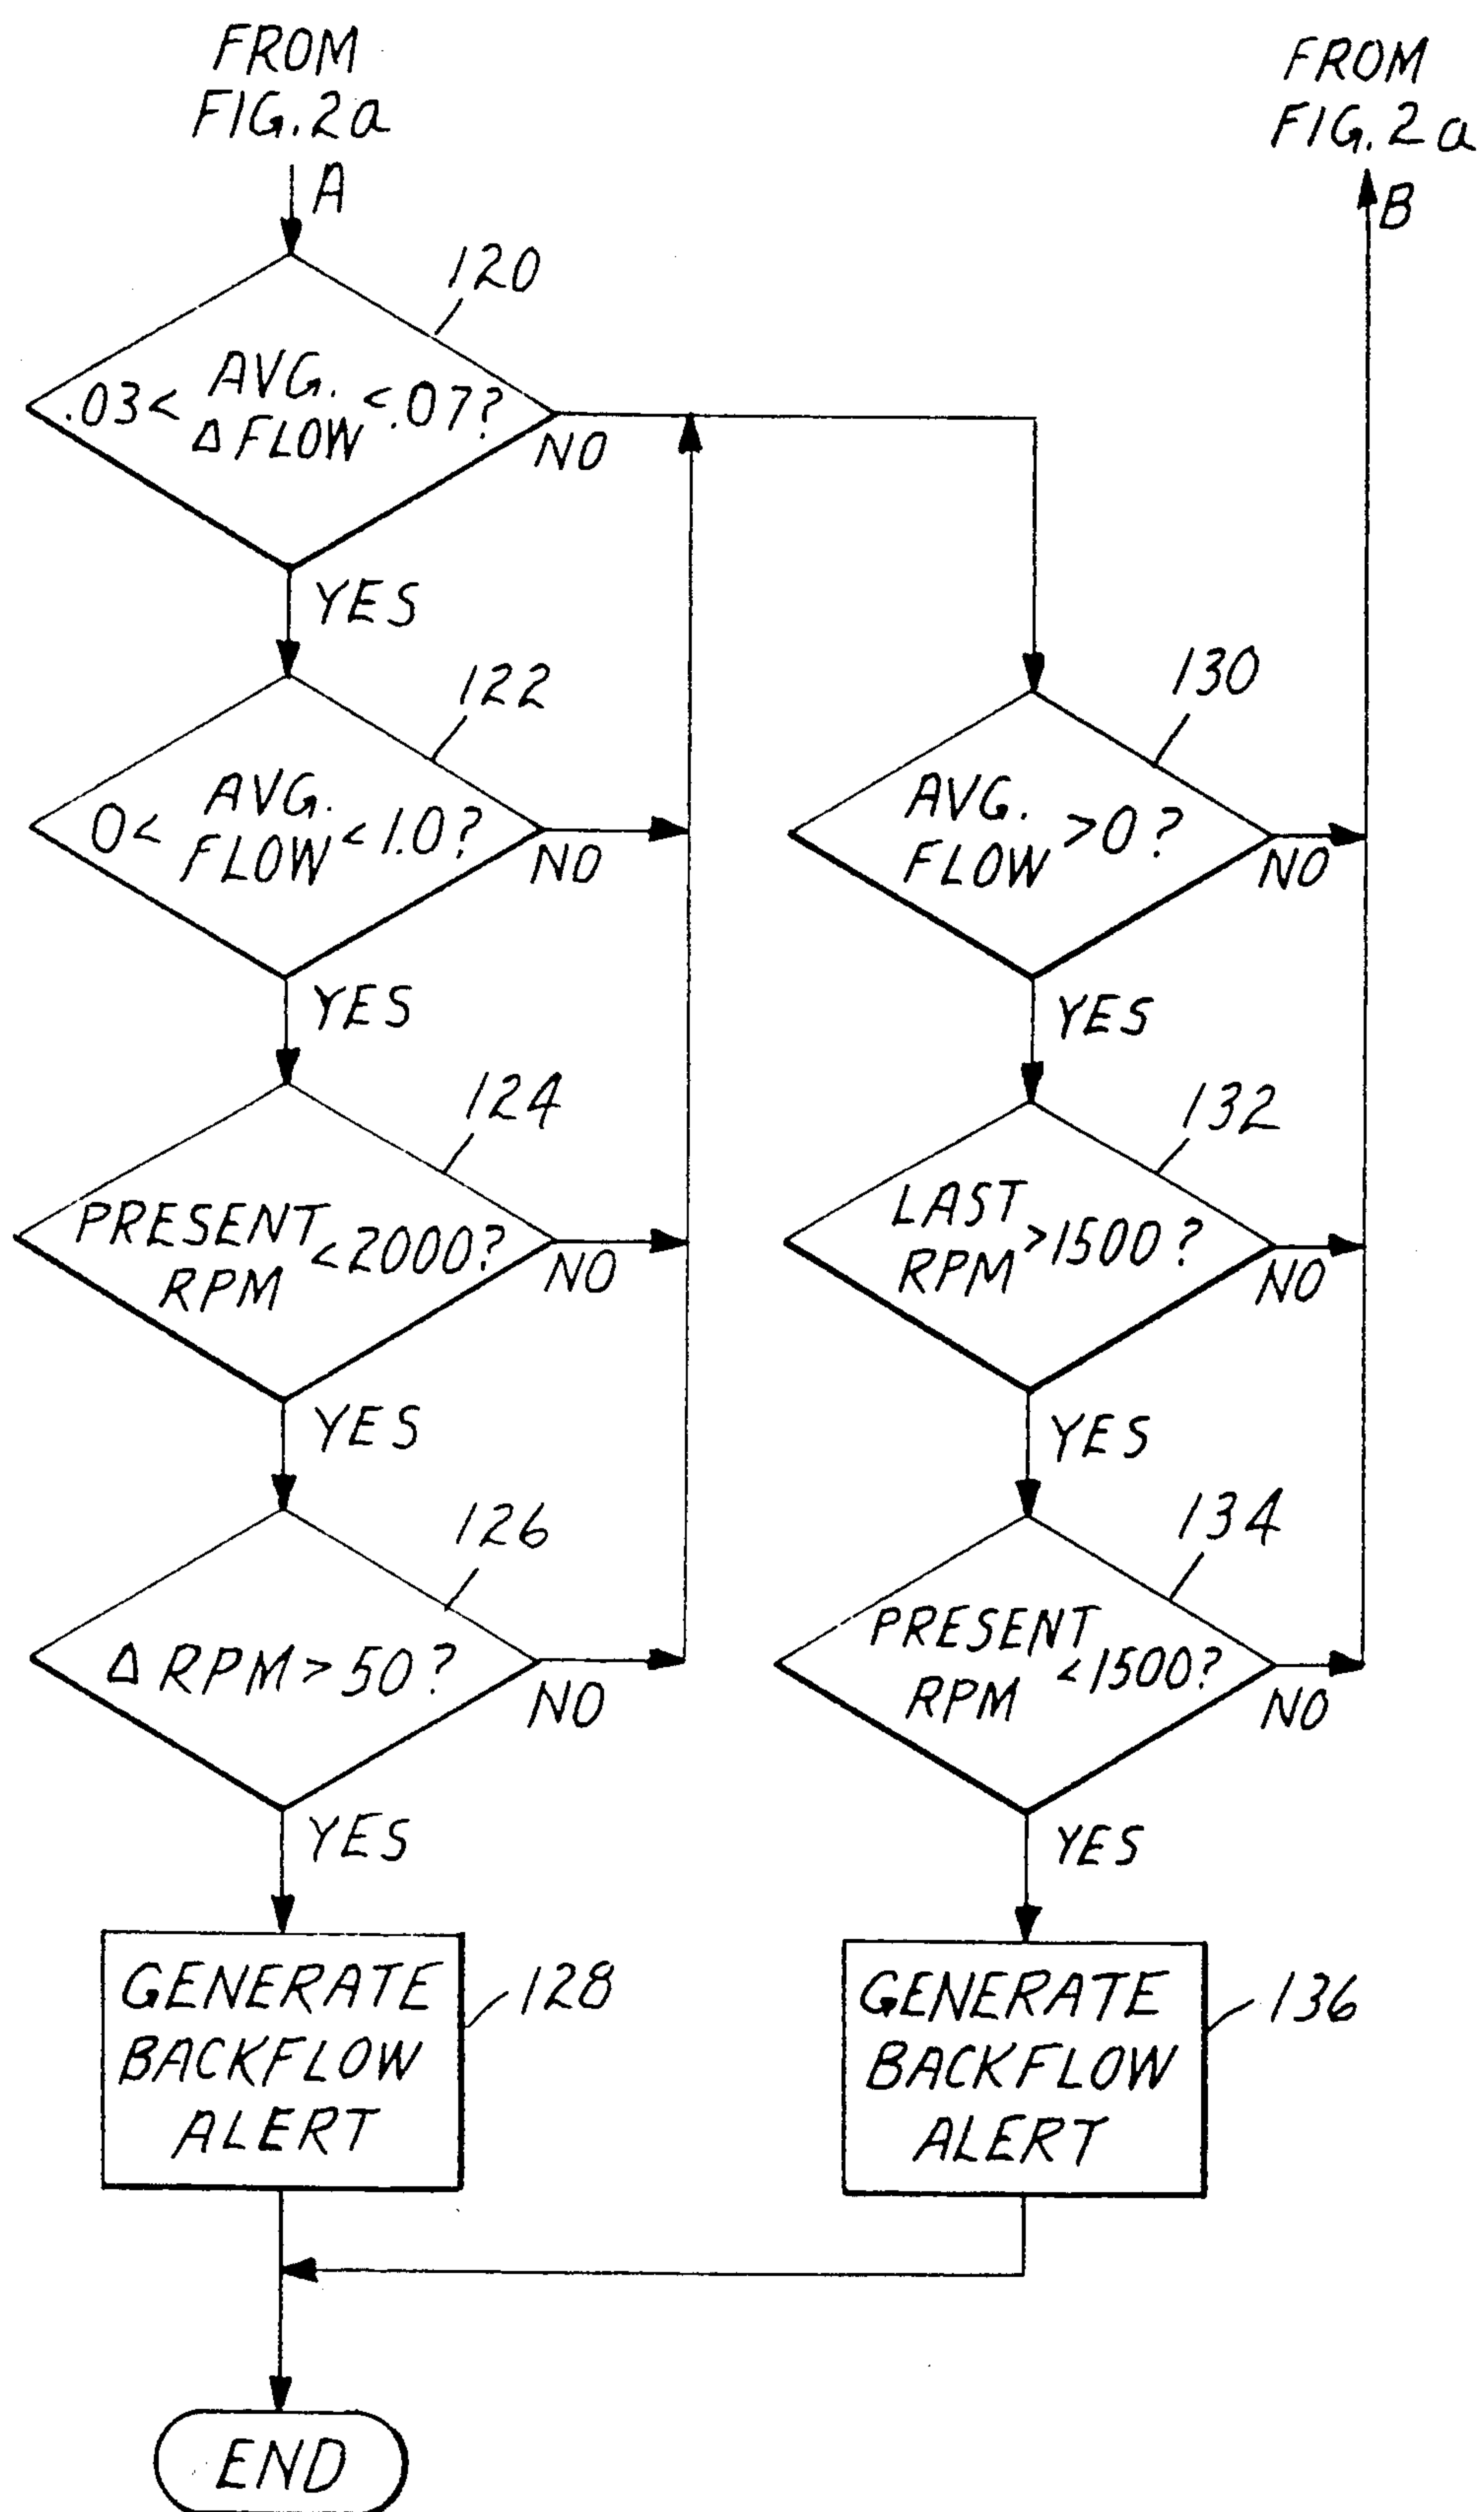 FROM
FIG. 2a
A
120
.03 < AVG. Δ FLOW < .07?
NO
YES
122
0 < AVG. FLOW < 1.0?
NO
YES
124
PRESENT RPM < 2000?
NO
YES
126
Δ RPM > 50?
NO
YES
GENERATE
BACKFLOW
ALERT
128
FROM
FIG. 2a
B
130
AVG. FLOW > 0?
NO
YES
132
LAST RPM > 1500?
NO
YES
134
PRESENT RPM < 1500?
NO
YES
GENERATE
BACKFLOW
ALERT
136
END